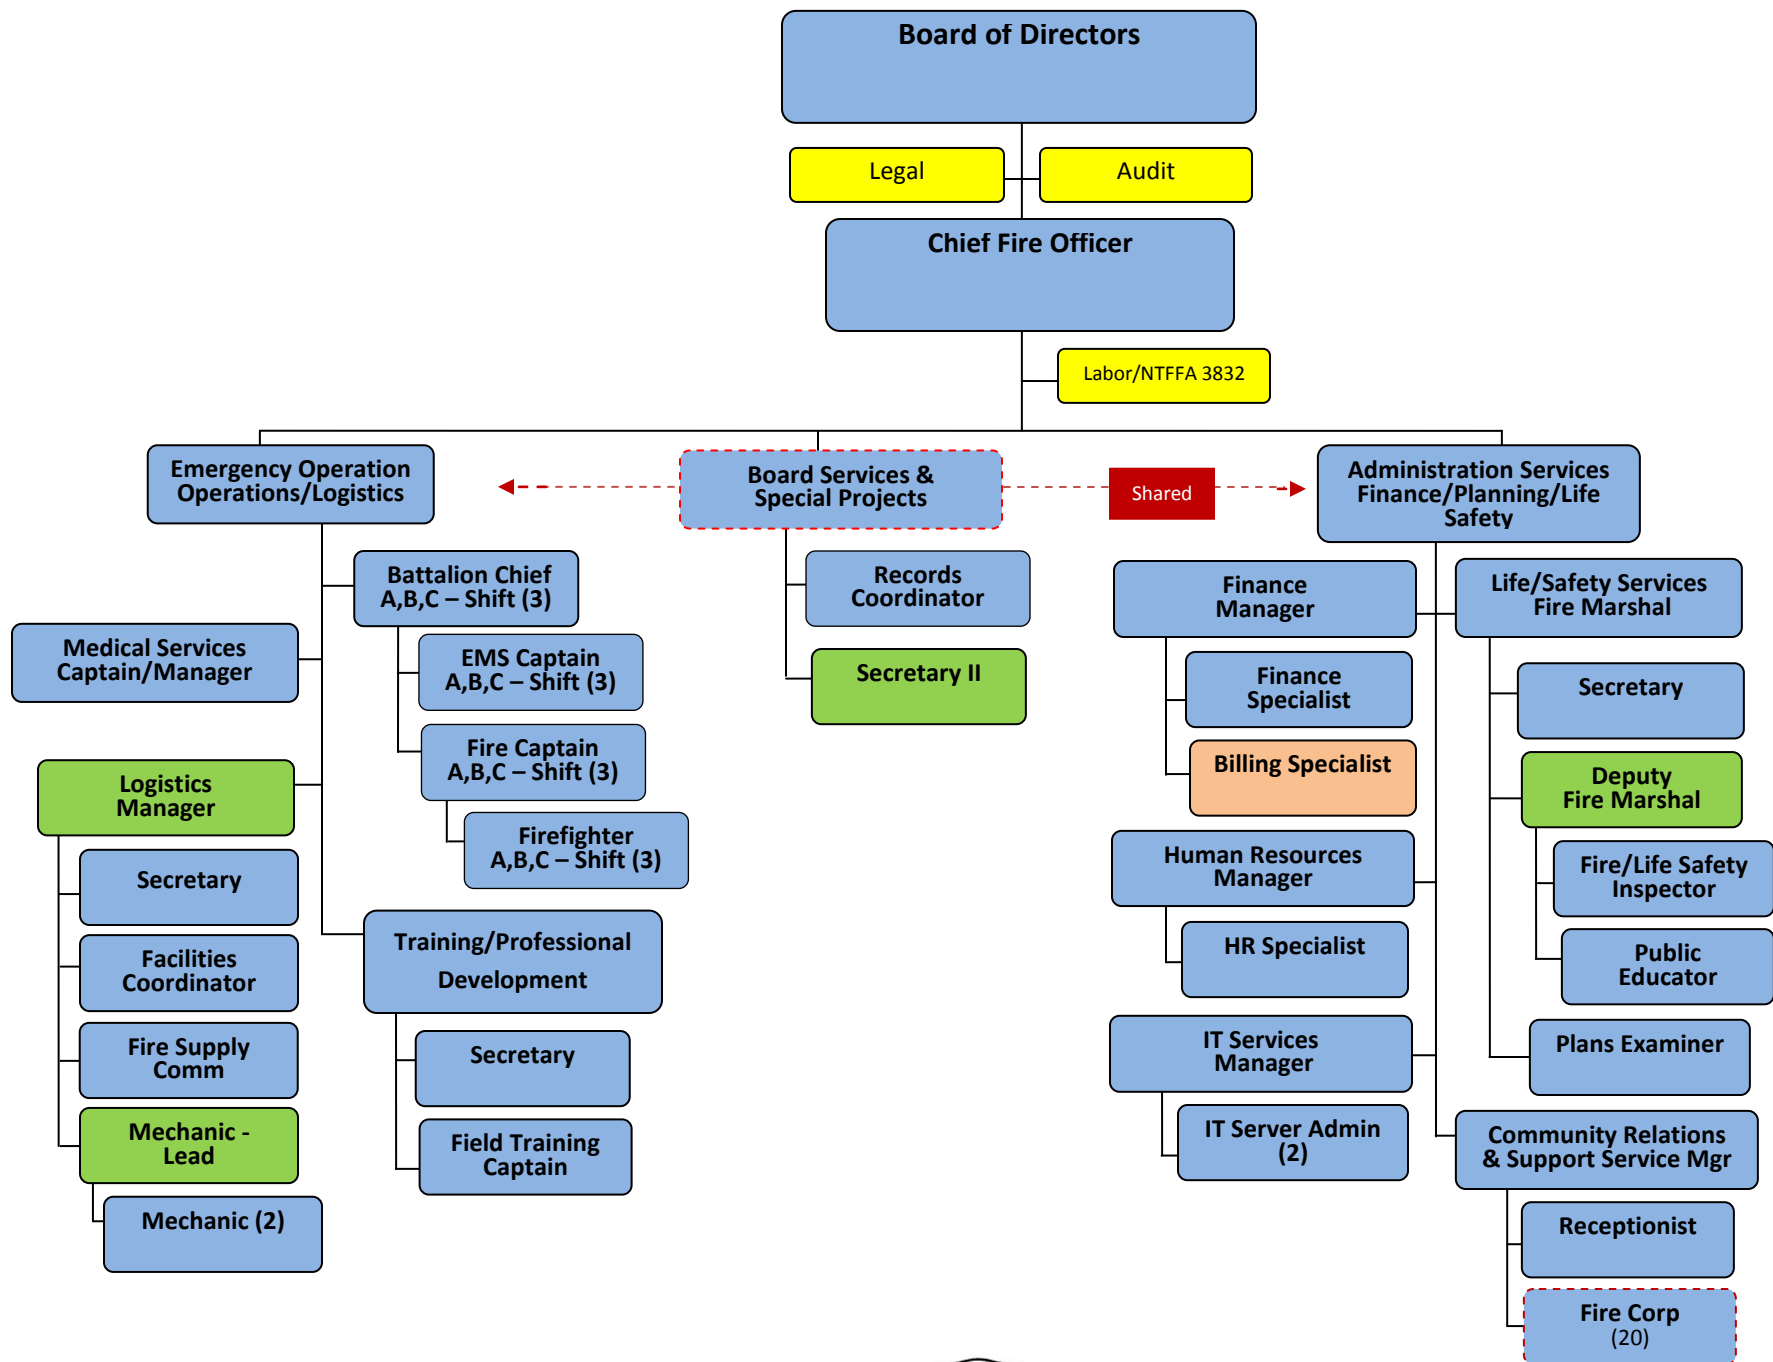 Board of Directors
Legal
Audit
Chief Fire Officer
Labor/NTFFA 3832
Emergency Operation
Operations/Logistics
Board Services &
Special Projects
Shared
Administration Services
Finance/Planning/Life
Safety
Battalion Chief
A,B,C – Shift (3)
Medical Services
Captain/Manager
EMS Captain
A,B,C – Shift (3)
Fire Captain
A,B,C – Shift (3)
Firefighter
A,B,C – Shift (3)
Logistics
Manager
Secretary
Facilities
Coordinator
Fire Supply
Comm
Mechanic -
Lead
Mechanic (2)
Training/Professional
Development
Secretary
Field Training
Captain
Records
Coordinator
Secretary II
Finance
Manager
Finance
Specialist
Billing Specialist
Human Resources
Manager
HR Specialist
IT Services
Manager
IT Server Admin
(2)
Life/Safety Services
Fire Marshal
Secretary
Deputy
Fire Marshal
Fire/Life Safety
Inspector
Public
Educator
Plans Examiner
Community Relations
& Support Service Mgr
Receptionist
Fire Corp
(20)